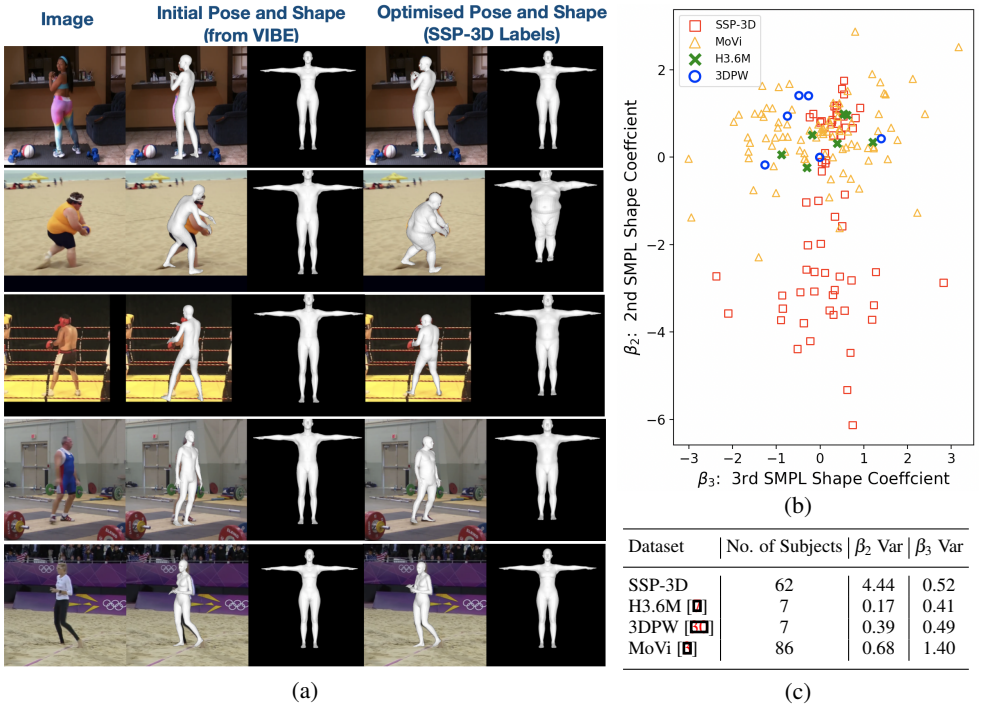 Image
Initial Pose and Shape
(from VIBE)
Optimised Pose and Shape
(SSP-3D Labels)
(a)
SSP-3D
MoVi
H3.6M
3DPW
2
0
−2
−4
−6
β₂: 2nd SMPL Shape Coeffcient
−3 −2 −1 0 1 2 3
β₃: 3rd SMPL Shape Coeffcient
(b)
Dataset No. of Subjects β₂ Var β₃ Var
SSP-3D 62 4.44 0.52
H3.6M [] 7 0.17 0.41
3DPW [] 7 0.39 0.49
MoVi [] 86 0.68 1.40
(c)